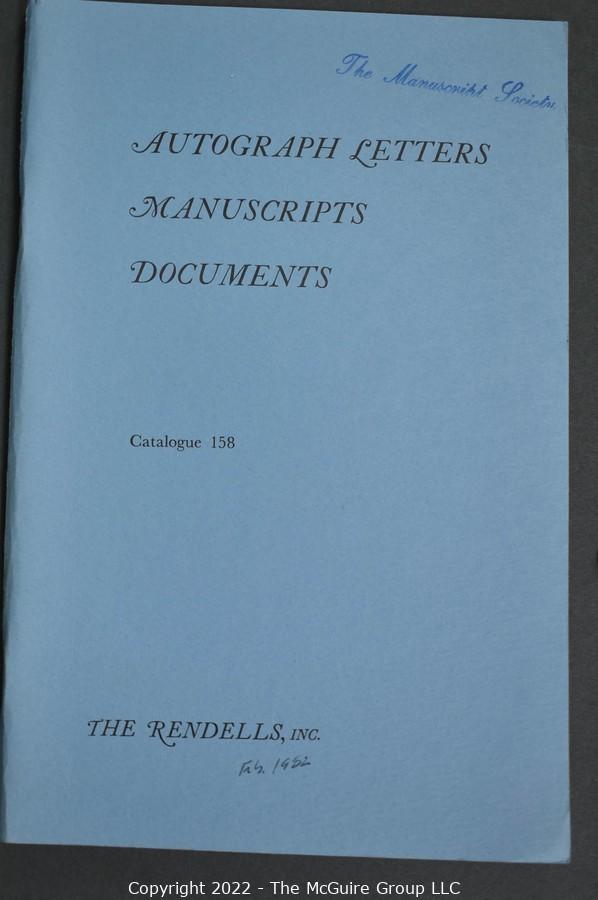 The Manuscript Society
AUTOGRAPH LETTERS
MANUSCRIPTS
DOCUMENTS
Catalogue 158
THE RENDELLS, INC.
Feb. 1982
Copyright 2022 - The McGuire Group LLC